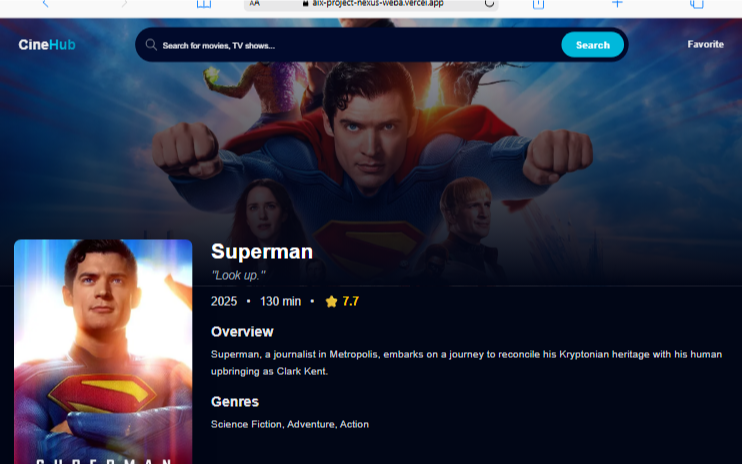 AA alx-project-nexus-weba.vercel.app
CineHub
Search for movies, TV shows...
Search
Favorite
Superman
"Look up."
2025 • 130 min • 7.7
Overview
Superman, a journalist in Metropolis, embarks on a journey to reconcile his Kryptonian heritage with his human
upbringing as Clark Kent.
Genres
Science Fiction, Adventure, Action
SUPERMAN